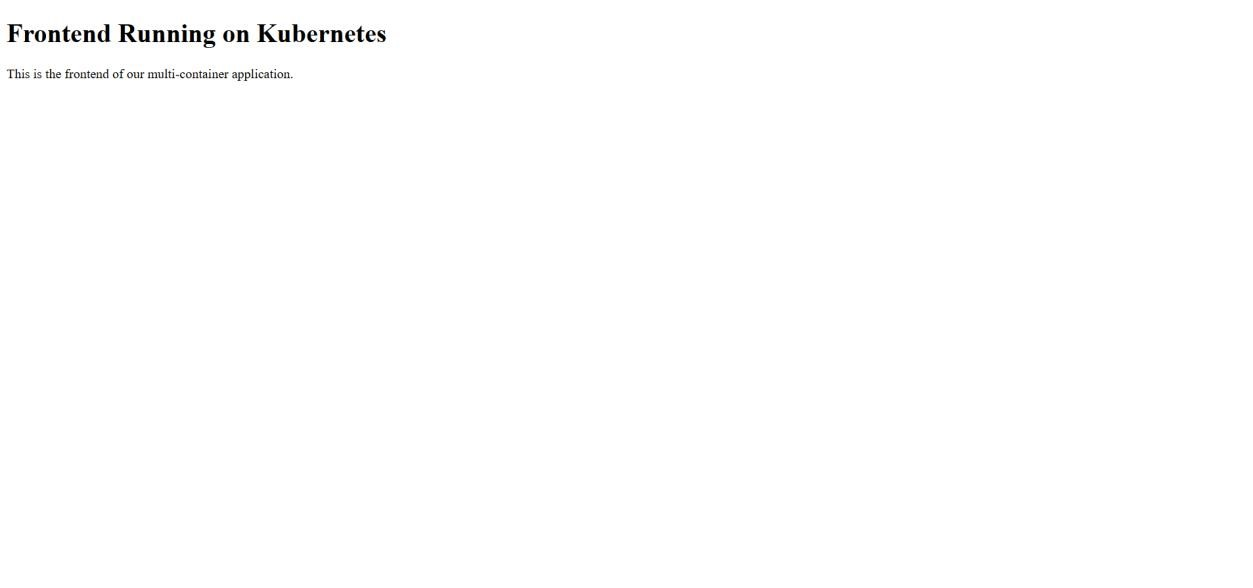 Frontend Running on Kubernetes
This is the frontend of our multi-container application.